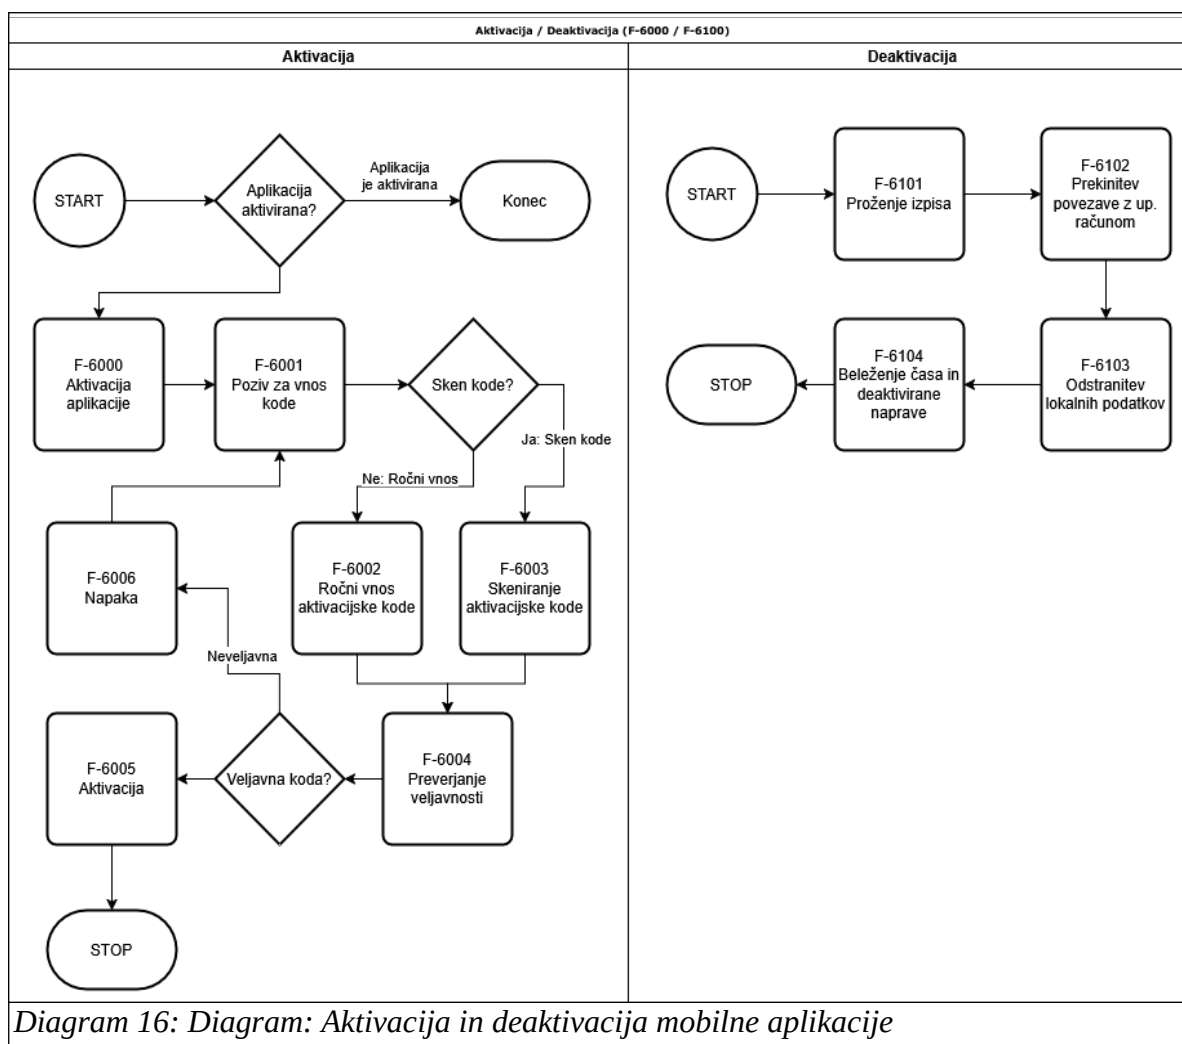 Aktivacija / Deaktivacija (F-6000 / F-6100)
Aktivacija
Deaktivacija
START
Aplikacija
aktivirana?
Aplikacija
je aktivirana
Konec
F-6000
Aktivacija
aplikacije
F-6001
Poziv za vnos
kode
Sken kode?
Ja: Sken kode
Ne: Ročni vnos
F-6006
Napaka
F-6002
Ročni vnos
aktivacijske kode
F-6003
Skeniranje
aktivacijske kode
Neveljavna
F-6005
Aktivacija
Veljavna koda?
F-6004
Preverjanje
veljavnosti
STOP
START
F-6101
Proženje izpisa
F-6102
Prekinitev
povezave z up.
računom
STOP
F-6104
Beleženje časa in
deaktivirane
naprave
F-6103
Odstranitev
lokalnih podatkov
Diagram 16: Diagram: Aktivacija in deaktivacija mobilne aplikacije